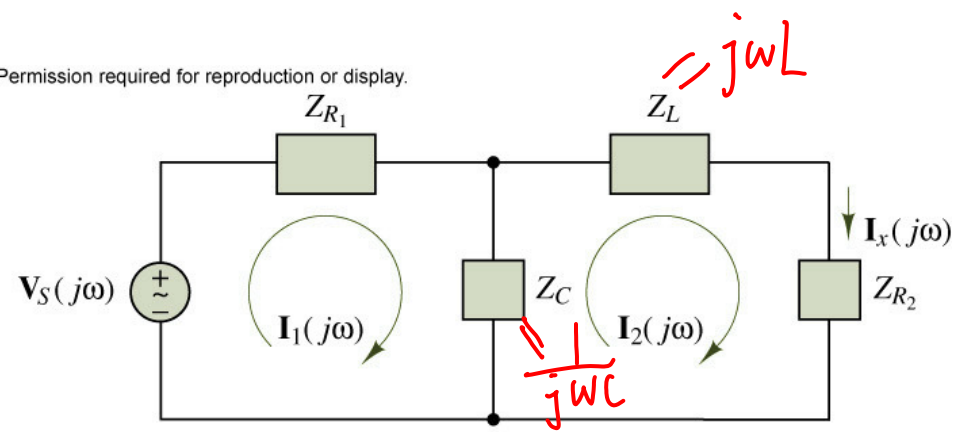 Permission required for reproduction or display.
= jωL
Z_{R_1}
Z_L
I_x( jω)
V_S( jω)
+
~
−
Z_C
Z_{R_2}
I_1( jω)
I_2( jω)
= 1/jωC